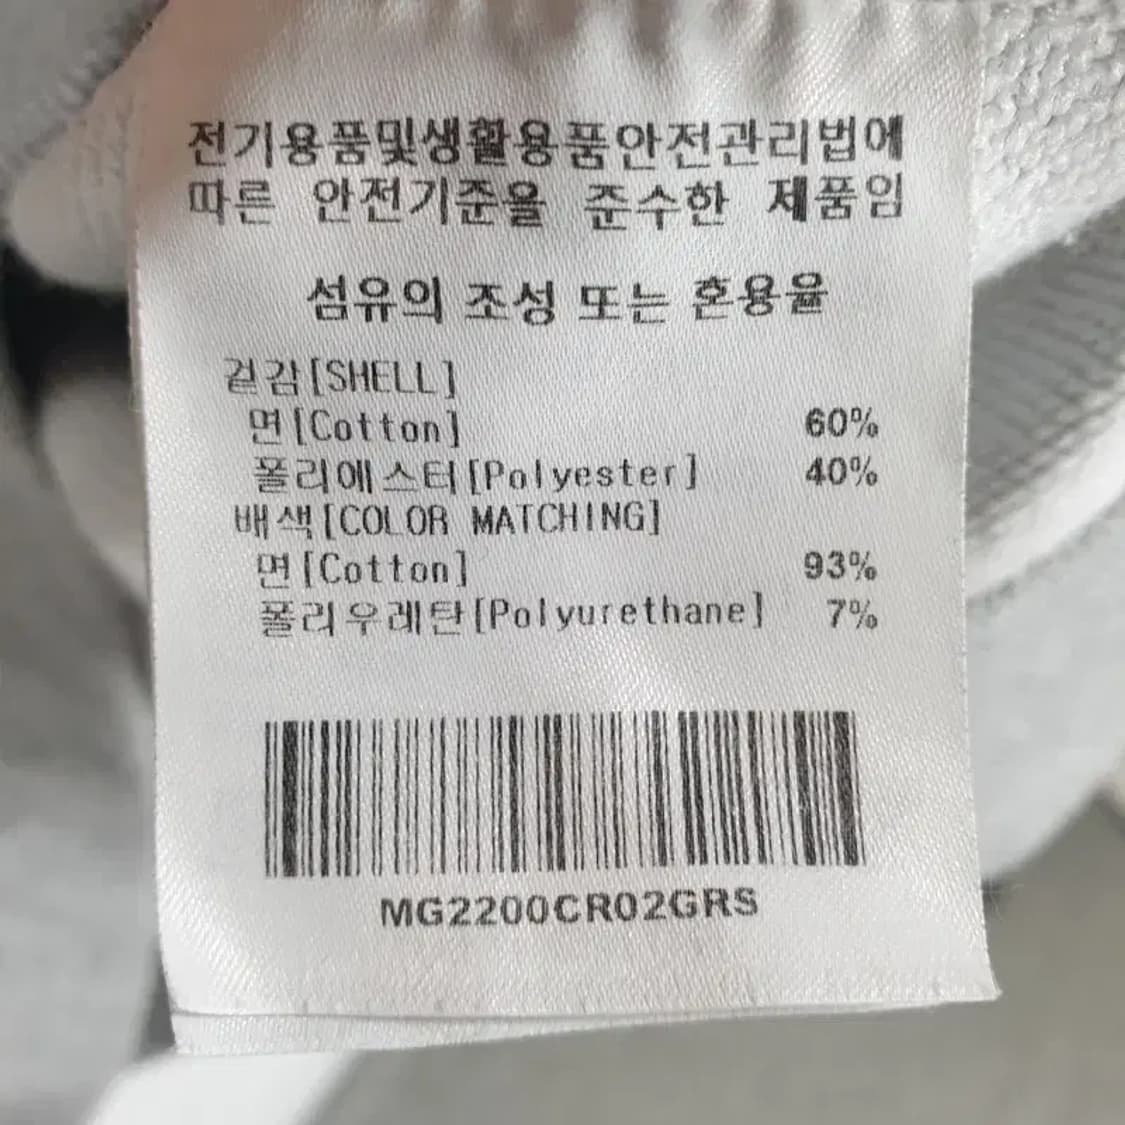 전기용품및생활용품안전관리법에
따른 안전기준을 준수한 제품임
섬유의 조성 또는 혼용율
겉감[SHELL]
면[Cotton] 60%
폴리에스터[Polyester] 40%
배색[COLOR MATCHING]
면[Cotton] 93%
폴리우레탄[Polyurethane] 7%
MG2200CR02GRS